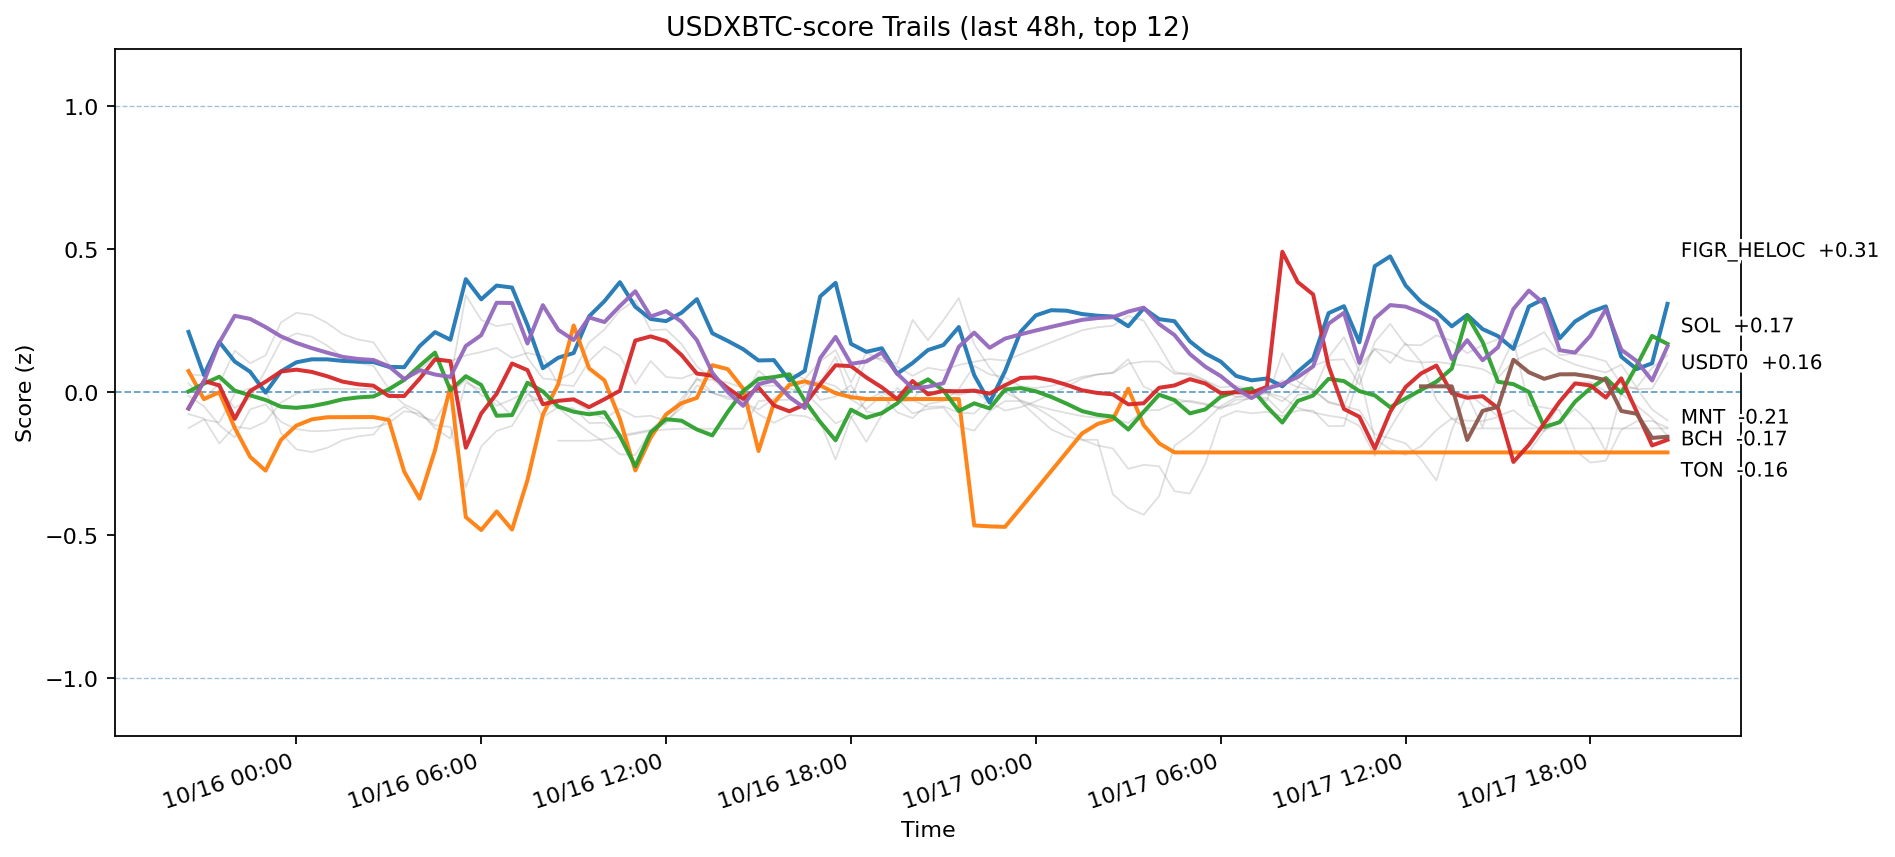 USDXBTC-score Trails (last 48h, top 12)
Score (z)
1.0
0.5
0.0
−0.5
−1.0
FIGR_HELOC +0.31
SOL +0.17
USDT0 +0.16
MNT -0.21
BCH -0.17
TON -0.16
10/16 00:00
10/16 06:00
10/16 12:00
10/16 18:00
10/17 00:00
10/17 06:00
10/17 12:00
10/17 18:00
Time